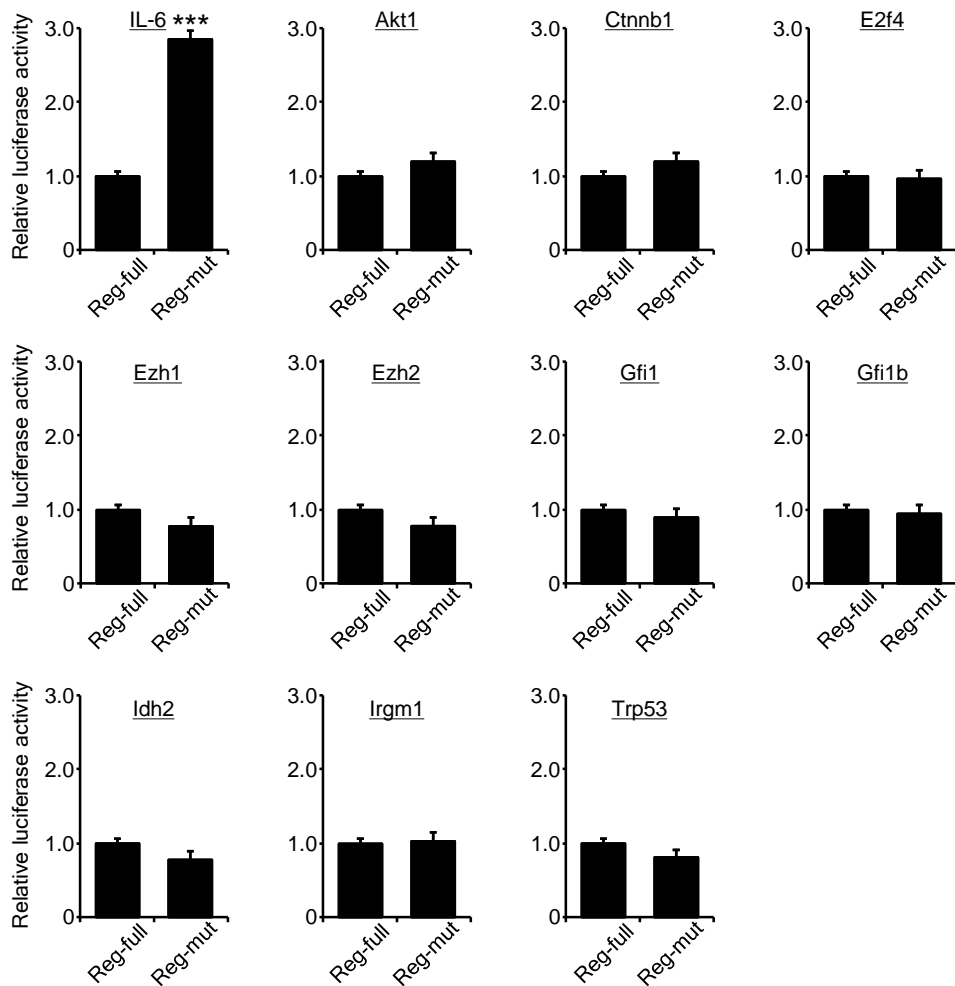 IL-6 *** Akt1 Ctnnb1 E2f4
Relative luciferase activity
3.0 3.0 3.0 3.0
2.0 2.0 2.0 2.0
1.0 1.0 1.0 1.0
0 0 0 0
Reg-full Reg-mut Reg-full Reg-mut Reg-full Reg-mut Reg-full Reg-mut
Ezh1 Ezh2 Gfi1 Gfi1b
Relative luciferase activity
3.0 3.0 3.0 3.0
2.0 2.0 2.0 2.0
1.0 1.0 1.0 1.0
0 0 0 0
Reg-full Reg-mut Reg-full Reg-mut Reg-full Reg-mut Reg-full Reg-mut
Idh2 Irgm1 Trp53
Relative luciferase activity
3.0 3.0 3.0
2.0 2.0 2.0
1.0 1.0 1.0
0 0 0
Reg-full Reg-mut Reg-full Reg-mut Reg-full Reg-mut